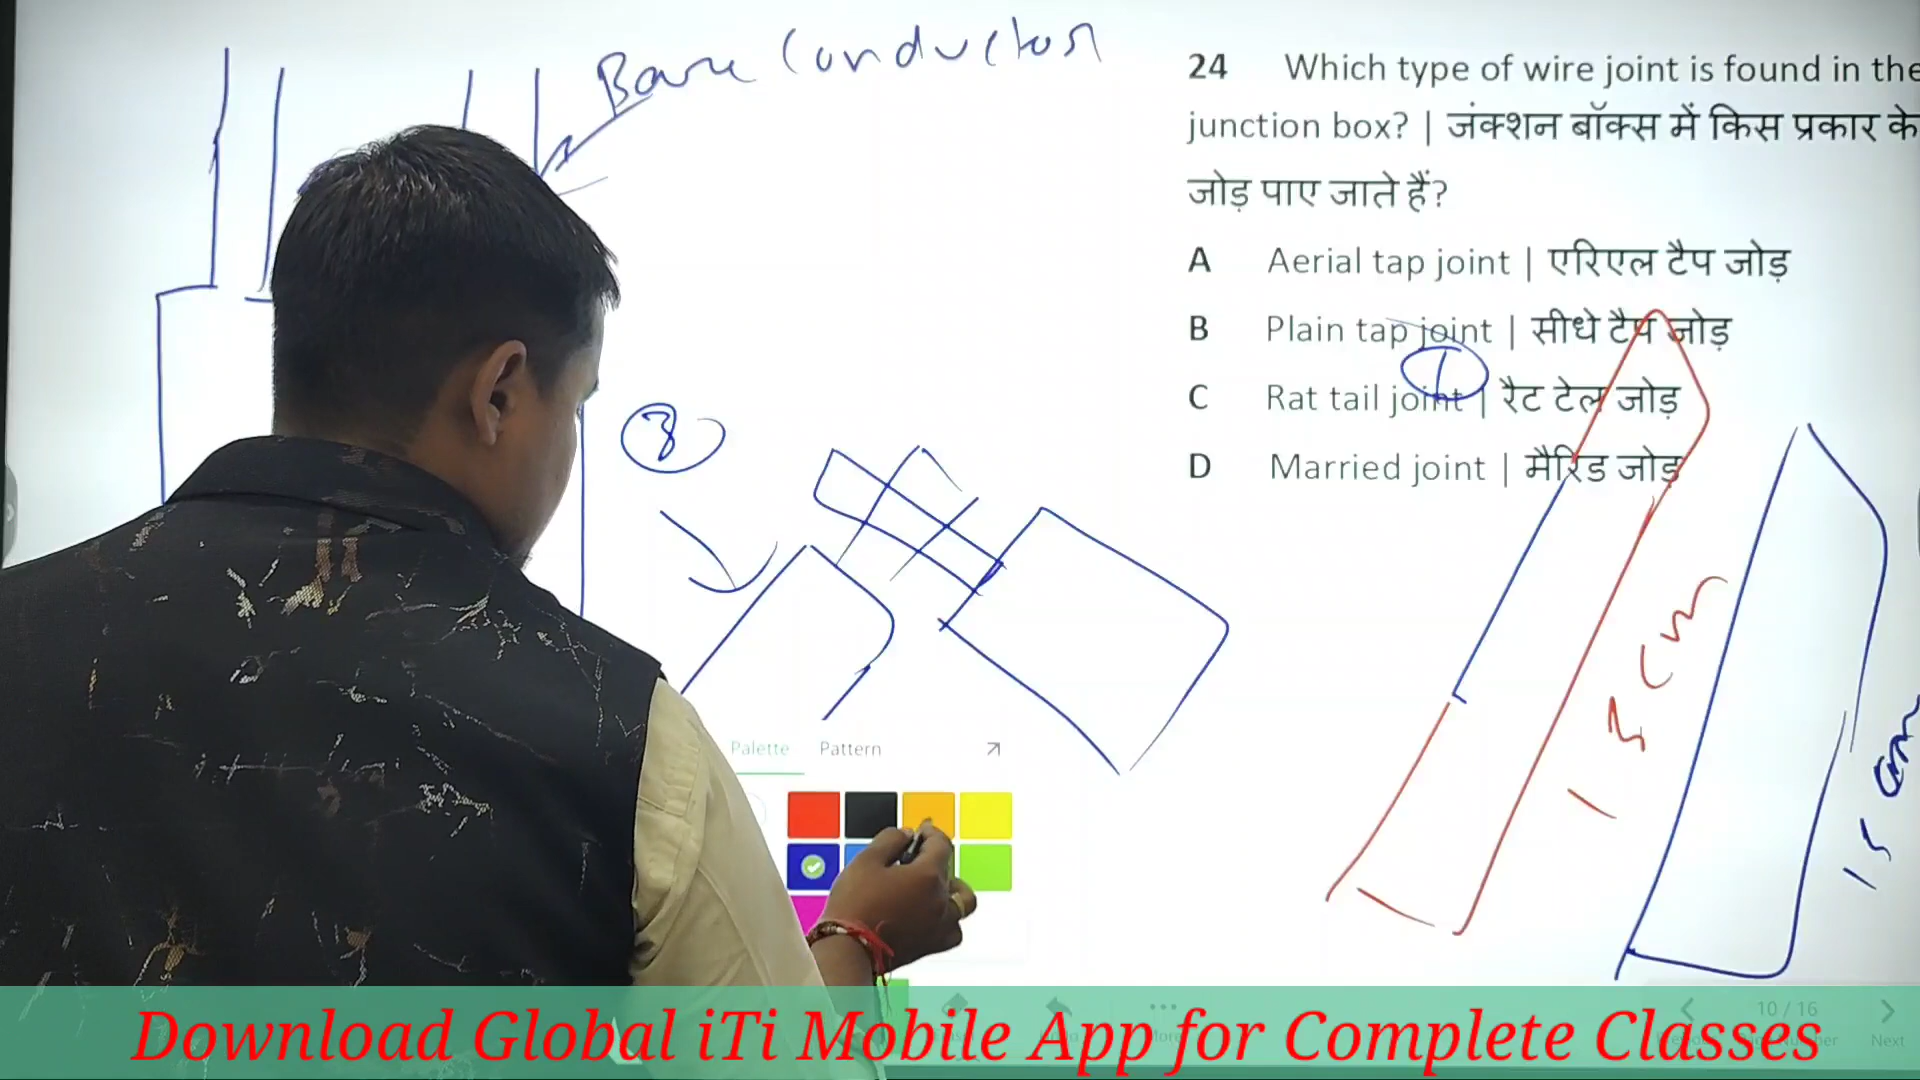 Bare Conductor
24 Which type of wire joint is found in the
junction box? | जंक्शन बॉक्स में किस प्रकार के
जोड़ पाए जाते हैं?
A Aerial tap joint | एरिएल टैप जोड़
B Plain tap joint | सीधे टैप जोड़
1
C Rat tail joint | रैट टेल जोड़
3
D Married joint | मैरिड जोड़
15 cm
15 cm
Palette Pattern
10 / 16
Next
Download Global iTi Mobile App for Complete Classes